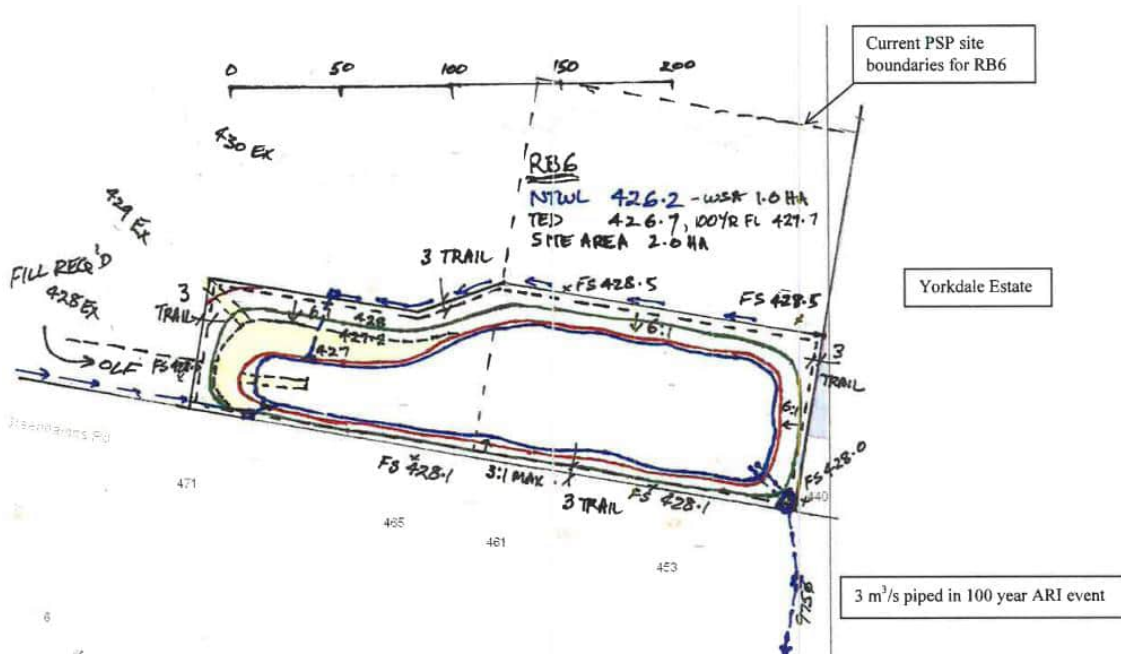 Current PSP site
boundaries for RB6
0 50 100 150 200
430 EX
429 EX
RB6
NTWL 426.2 - WSA 1.0 HA
TED 426.7, 100YR FL 427.7
SITE AREA 2.0 HA
3 TRAIL
FILL REQ'D
428 EX
OLF
3
TRAIL
FS 428.5
FS 428.5
Yorkdale Estate
6:1
428
427.2
427
6:1
3
TRAIL
6:1
FS 428.0
FS 428.1
3:1 MAX
3 TRAIL
FS 428.1
440
471
465
461
453
975Ø
3 m³/s piped in 100 year ARI event
6